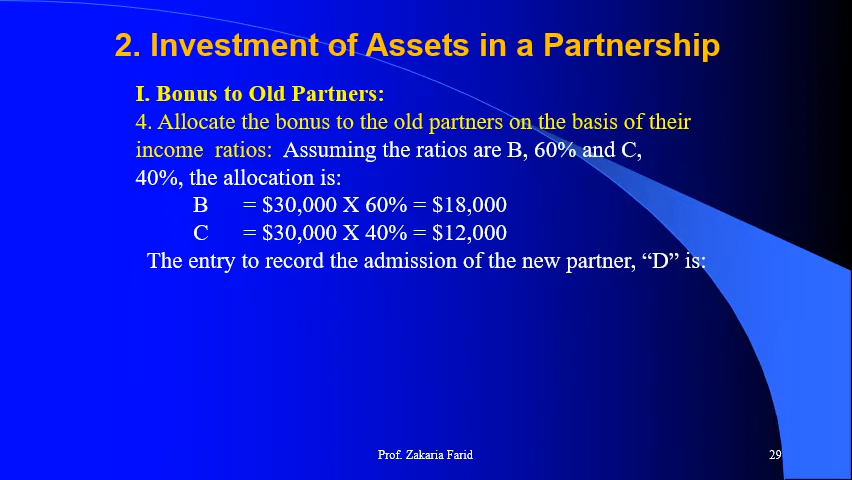 2. Investment of Assets in a Partnership
I. Bonus to Old Partners:
4. Allocate the bonus to the old partners on the basis of their
income ratios: Assuming the ratios are B, 60% and C,
40%, the allocation is:
B = $30,000 X 60% = $18,000
C = $30,000 X 40% = $12,000
The entry to record the admission of the new partner, “D” is:
Prof. Zakaria Farid
29